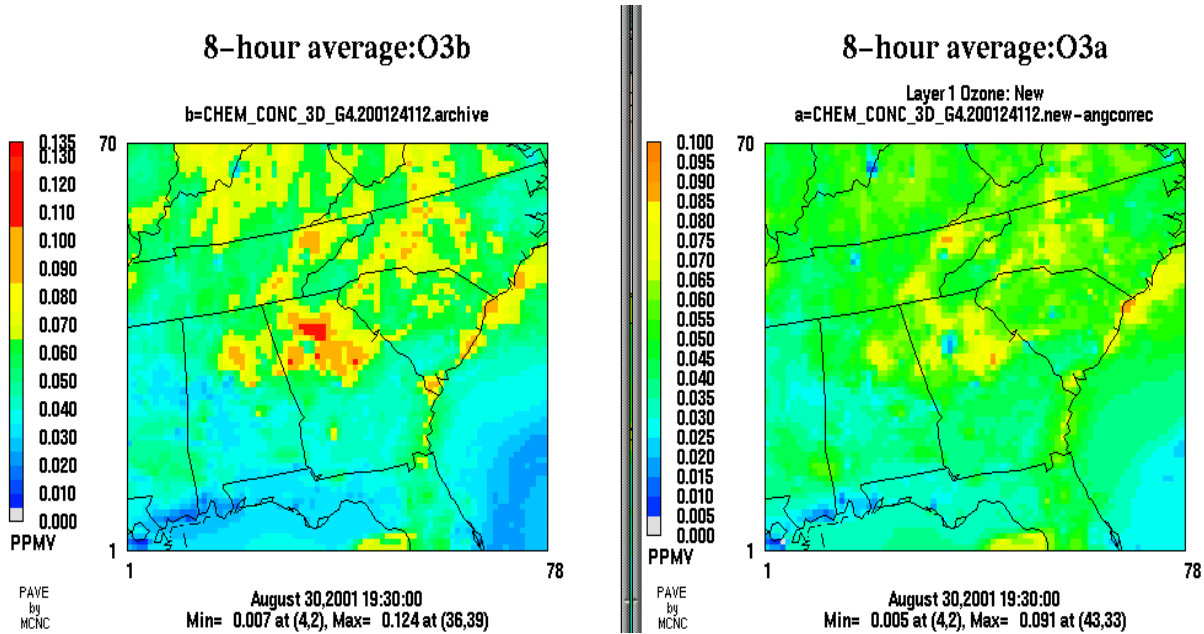 8-hour average:O3b
b=CHEM_CONC_3D_G4.200124112.archive
0.135
0.130
0.120
0.110
0.100
0.090
0.080
0.070
0.060
0.050
0.040
0.030
0.020
0.010
0.000
PPMV
70
1
1
78
PAVE
by
MCNC
August 30,2001 19:30:00
Min= 0.007 at (4,2), Max= 0.124 at (36,39)
8-hour average:O3a
Layer 1 Ozone: New
a=CHEM_CONC_3D_G4.200124112.new-angcorrec
0.100
0.095
0.090
0.085
0.080
0.075
0.070
0.065
0.060
0.055
0.050
0.045
0.040
0.035
0.030
0.025
0.020
0.015
0.010
0.005
0.000
PPMV
70
1
1
78
PAVE
by
MCNC
August 30,2001 19:30:00
Min= 0.005 at (4,2), Max= 0.091 at (43,33)